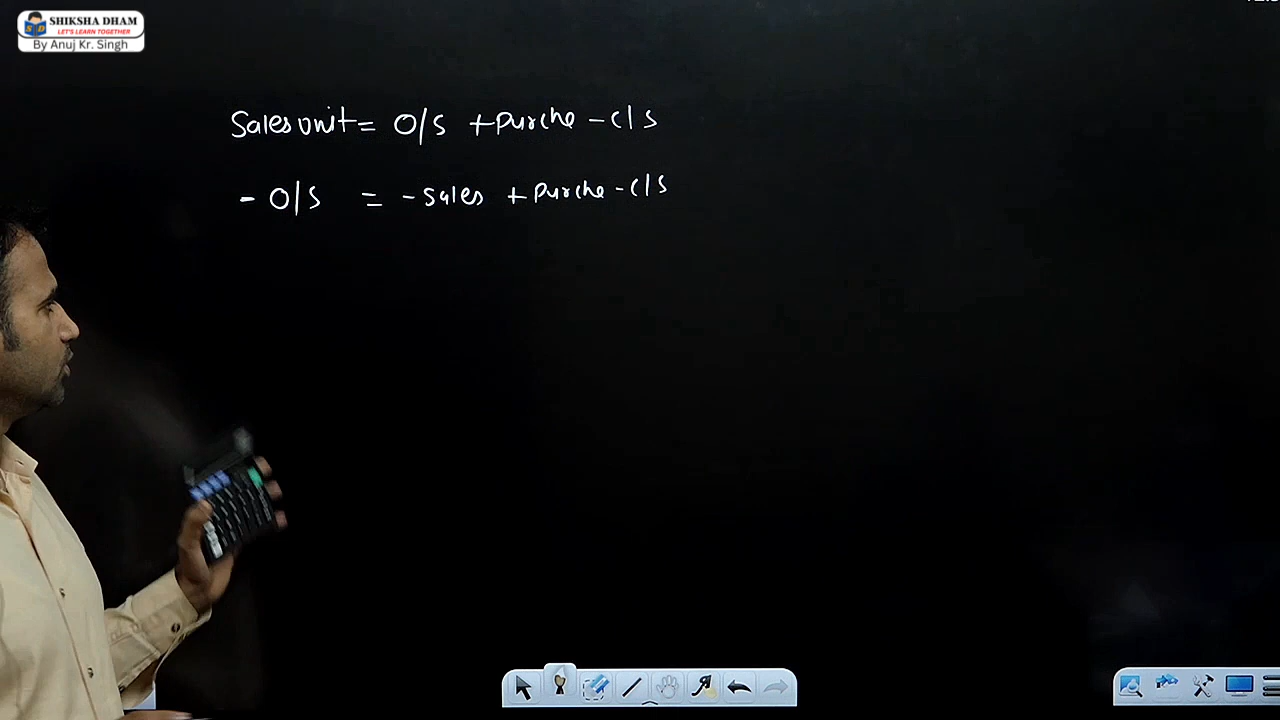 SHIKSHA DHAM
LET'S LEARN TOGETHER
By Anuj Kr. Singh
Sales unit = O/S + Purche - C/S
- O/S = - Sales + Purche - C/S